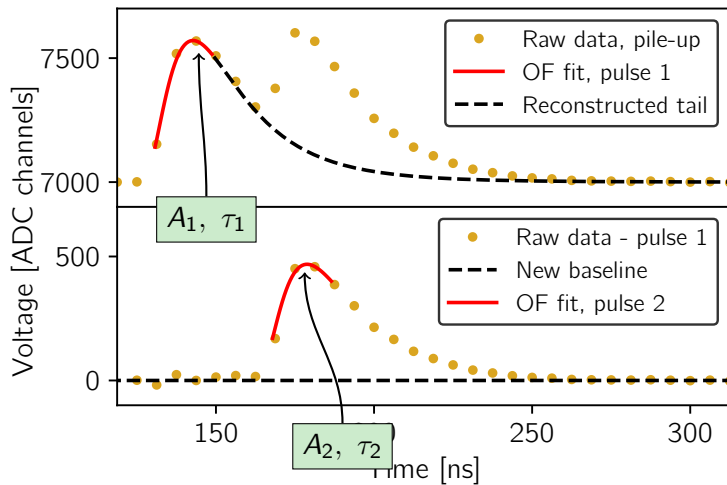 Voltage [ADC channels]
7500
7000
Raw data, pile-up
OF fit, pulse 1
Reconstructed tail
A₁, τ₁
500
0
Raw data - pulse 1
New baseline
OF fit, pulse 2
A₂, τ₂
150
250
300
Time [ns]